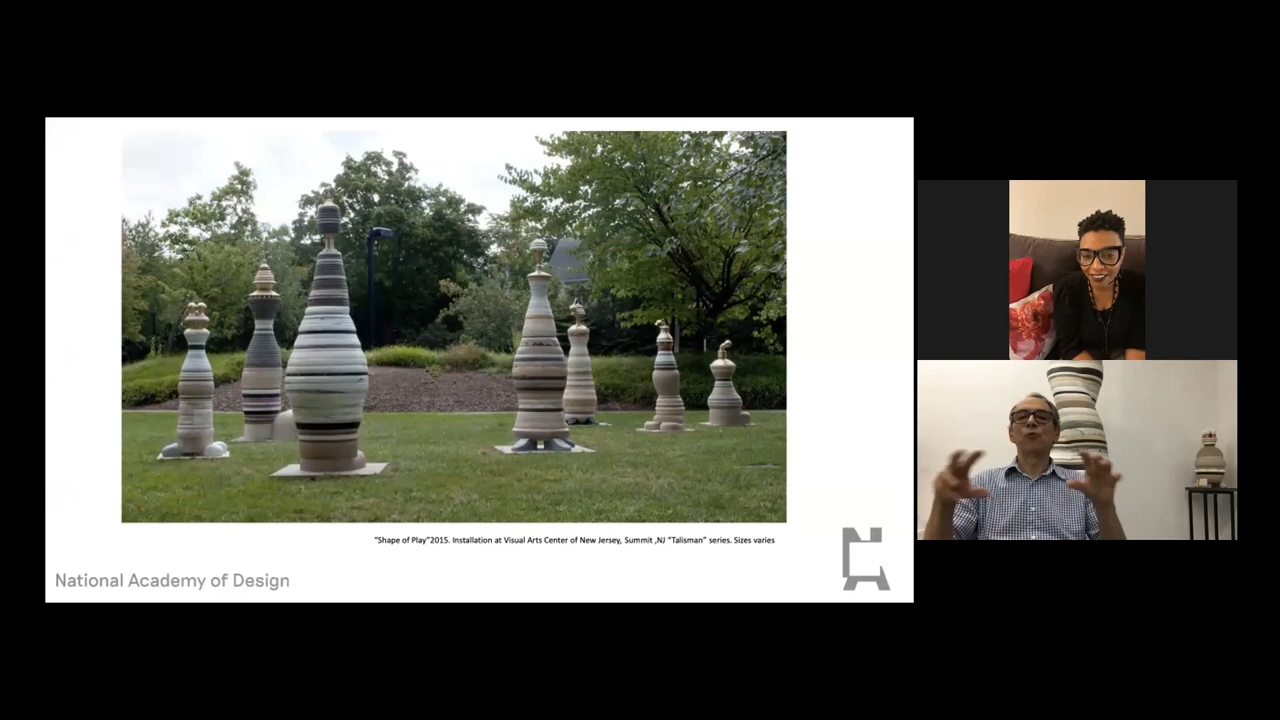 "Shape of Play"2015. Installation at Visual Arts Center of New Jersey, Summit ,NJ "Talisman" series. Sizes varies
National Academy of Design